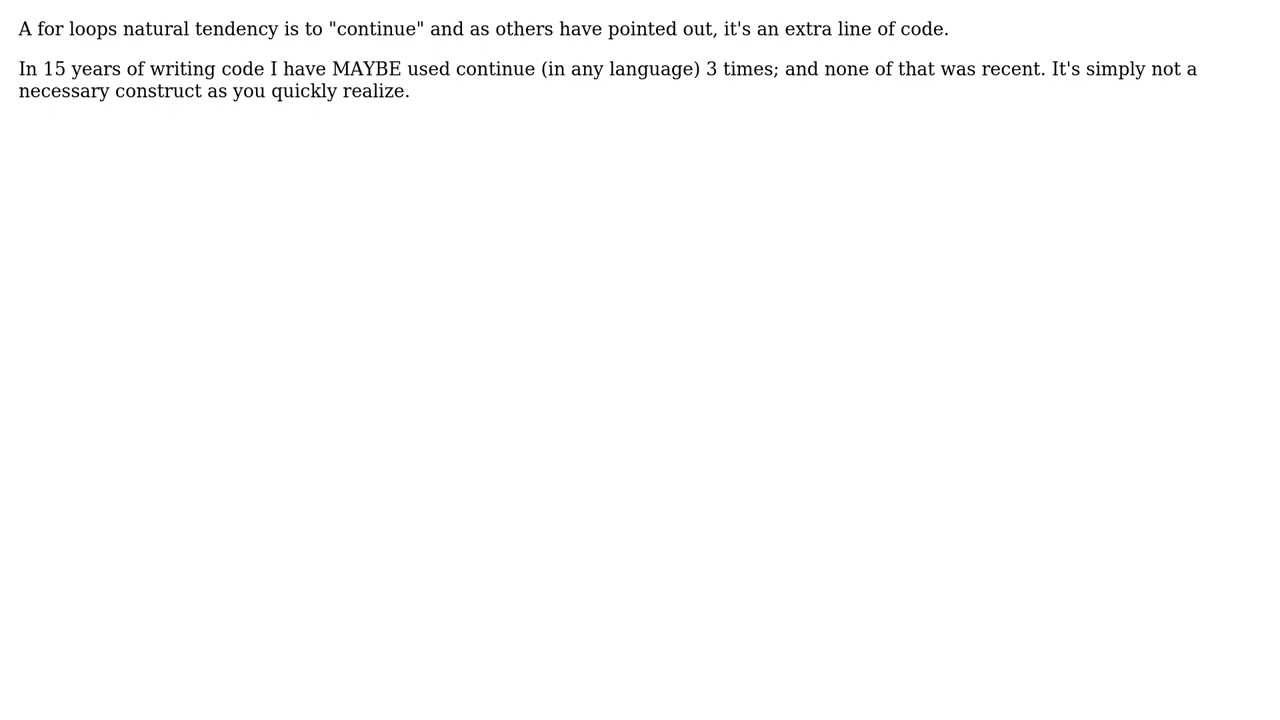 A for loops natural tendency is to "continue" and as others have pointed out, it's an extra line of code.
In 15 years of writing code I have MAYBE used continue (in any language) 3 times; and none of that was recent. It's simply not a
necessary construct as you quickly realize.